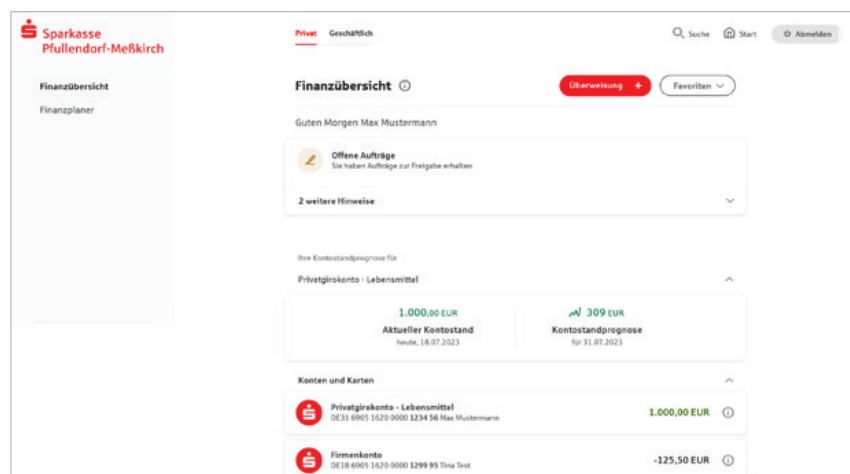 Sparkasse
Pfullendorf-Meßkirch
Privat Geschäftlich
Suche Start Abmelden
Finanzübersicht
Finanzplaner
Finanzübersicht
Überweisung +
Favoriten
Guten Morgen Max Mustermann
Offene Aufträge
Sie haben Aufträge zur Freigabe erhalten
2 weitere Hinweise
Ihre Kontostandprognose für
Privatgirokonto - Lebensmittel
1.000,00 EUR
Aktueller Kontostand
heute, 18.07.2023
309 EUR
Kontostandprognose
für 31.07.2023
Konten und Karten
Privatgirokonto - Lebensmittel
DE31 6905 1620 0000 1234 56 Max Mustermann
1.000,00 EUR
Firmenkonto
DE18 6905 1620 0000 1299 95 Tina Test
-125,50 EUR